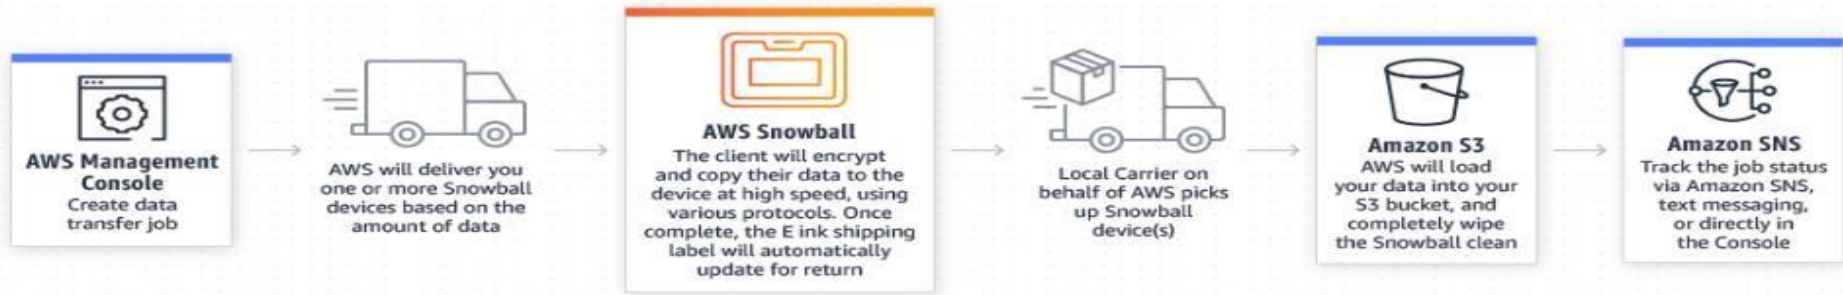 AWS Management
Console
Create data
transfer job
AWS will deliver you
one or more Snowball
devices based on the
amount of data
AWS Snowball
The client will encrypt
and copy their data to the
device at high speed, using
various protocols. Once
complete, the E ink shipping
label will automatically
update for return
Local Carrier on
behalf of AWS picks
up Snowball
device(s)
Amazon S3
AWS will load
your data into your
S3 bucket, and
completely wipe
the Snowball clean
Amazon SNS
Track the job status
via Amazon SNS,
text messaging,
or directly in
the Console